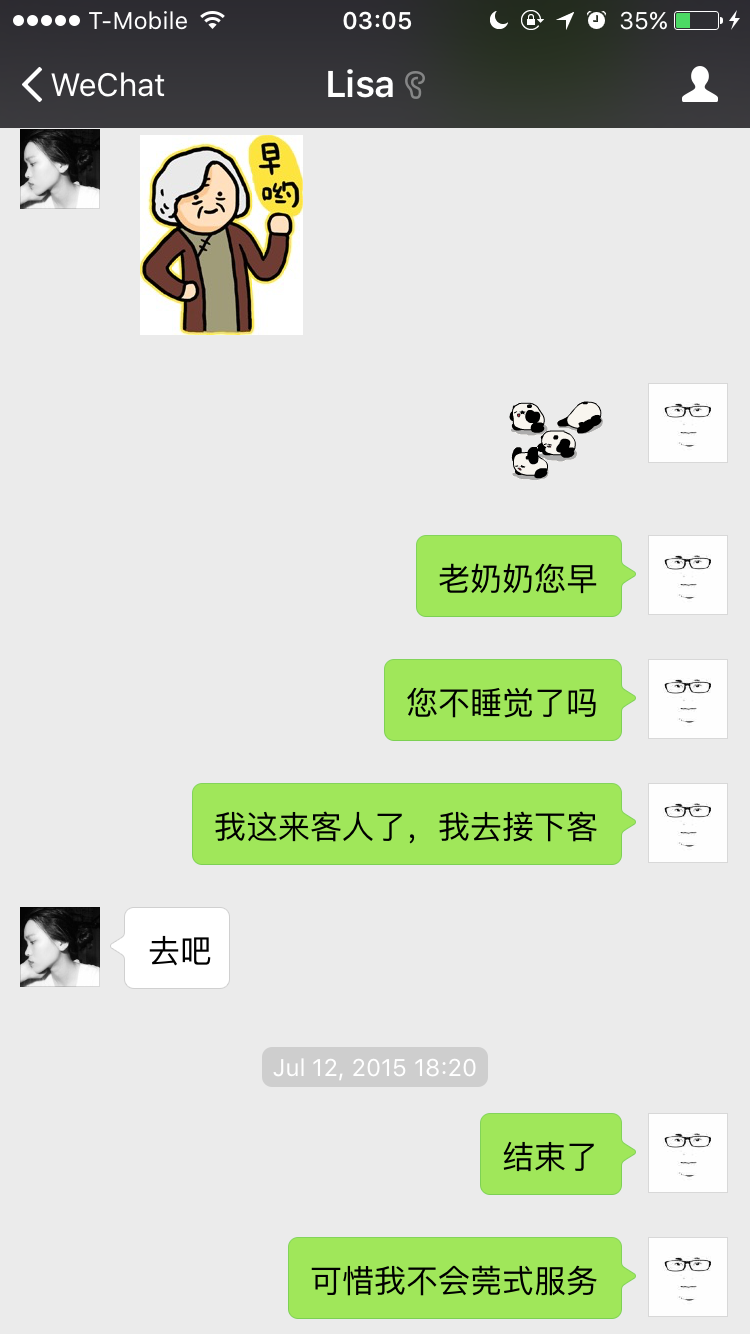 T-Mobile 03:05 35%
WeChat Lisa
早
哟
老奶奶您早
您不睡觉了吗
我这来客人了，我去接下客
去吧
Jul 12, 2015 18:20
结束了
可惜我不会莞式服务